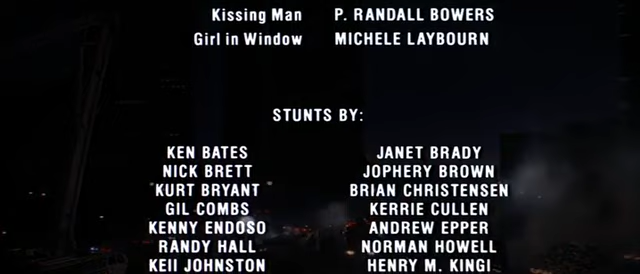 Kissing Man P. RANDALL BOWERS
Girl in Window MICHELE LAYBOURN
STUNTS BY:
KEN BATES JANET BRADY
NICK BRETT JOPHERY BROWN
KURT BRYANT BRIAN CHRISTENSEN
GIL COMBS KERRIE CULLEN
KENNY ENDOSO ANDREW EPPER
RANDY HALL NORMAN HOWELL
KEII JOHNSTON HENRY M. KINGI